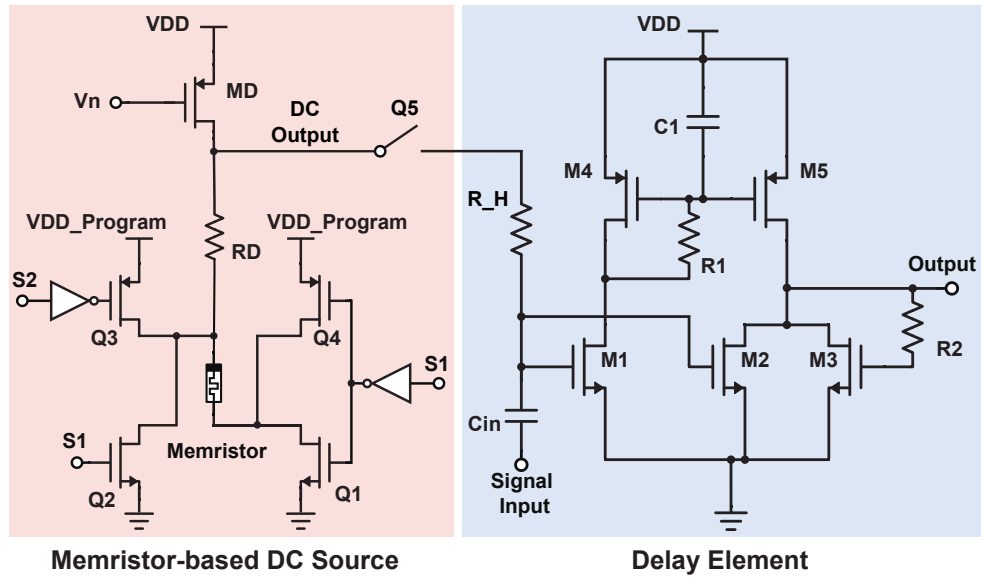 VDD
MD
Vn
DC
Output
Q5
VDD_Program
VDD_Program
RD
S2
Q3
Q4
S1
S1
Memristor
Q2
Q1
Memristor-based DC Source
VDD
C1
M4
M5
R_H
R1
Output
M1
M2
M3
R2
Cin
Signal
Input
Delay Element